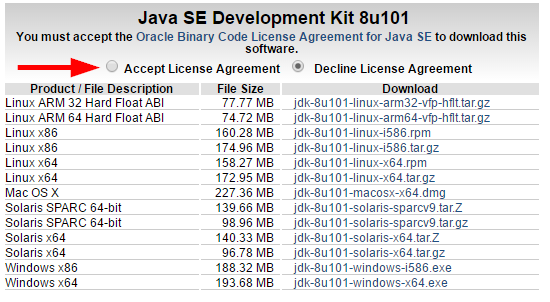 Java SE Development Kit 8u101
You must accept the Oracle Binary Code License Agreement for Java SE to download this
software.
Accept License Agreement Decline License Agreement
Product / File Description File Size Download
Linux ARM 32 Hard Float ABI 77.77 MB jdk-8u101-linux-arm32-vfp-hflt.tar.gz
Linux ARM 64 Hard Float ABI 74.72 MB jdk-8u101-linux-arm64-vfp-hflt.tar.gz
Linux x86 160.28 MB jdk-8u101-linux-i586.rpm
Linux x86 174.96 MB jdk-8u101-linux-i586.tar.gz
Linux x64 158.27 MB jdk-8u101-linux-x64.rpm
Linux x64 172.95 MB jdk-8u101-linux-x64.tar.gz
Mac OS X 227.36 MB jdk-8u101-macosx-x64.dmg
Solaris SPARC 64-bit 139.66 MB jdk-8u101-solaris-sparcv9.tar.Z
Solaris SPARC 64-bit 98.96 MB jdk-8u101-solaris-sparcv9.tar.gz
Solaris x64 140.33 MB jdk-8u101-solaris-x64.tar.Z
Solaris x64 96.78 MB jdk-8u101-solaris-x64.tar.gz
Windows x86 188.32 MB jdk-8u101-windows-i586.exe
Windows x64 193.68 MB jdk-8u101-windows-x64.exe